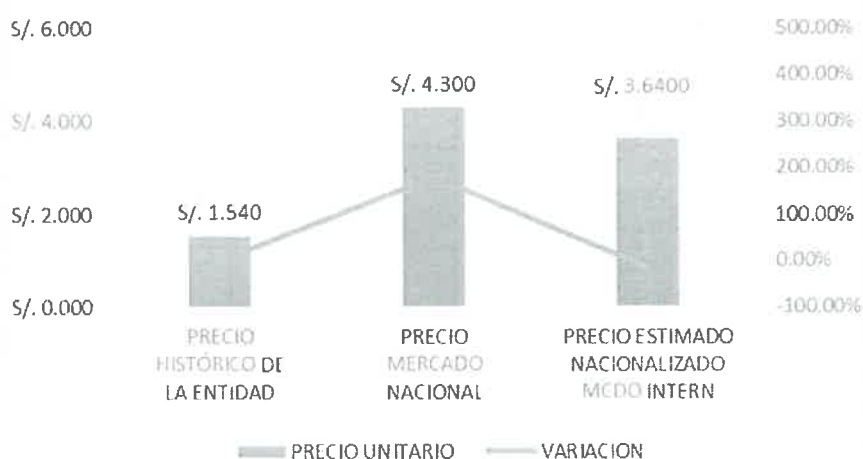 S/. 6.000
S/. 4.000
S/. 2.000
S/. 0.000
500.00%
400.00%
300.00%
200.00%
100.00%
0.00%
-100.00%
S/. 1.540
S/. 4.300
S/. 3.6400
PRECIO
HISTÓRICO DE
LA ENTIDAD
PRECIO
MERCADO
NACIONAL
PRECIO ESTIMADO
NACIONALIZADO
MCDO INTERN
PRECIO UNITARIO
VARIACION